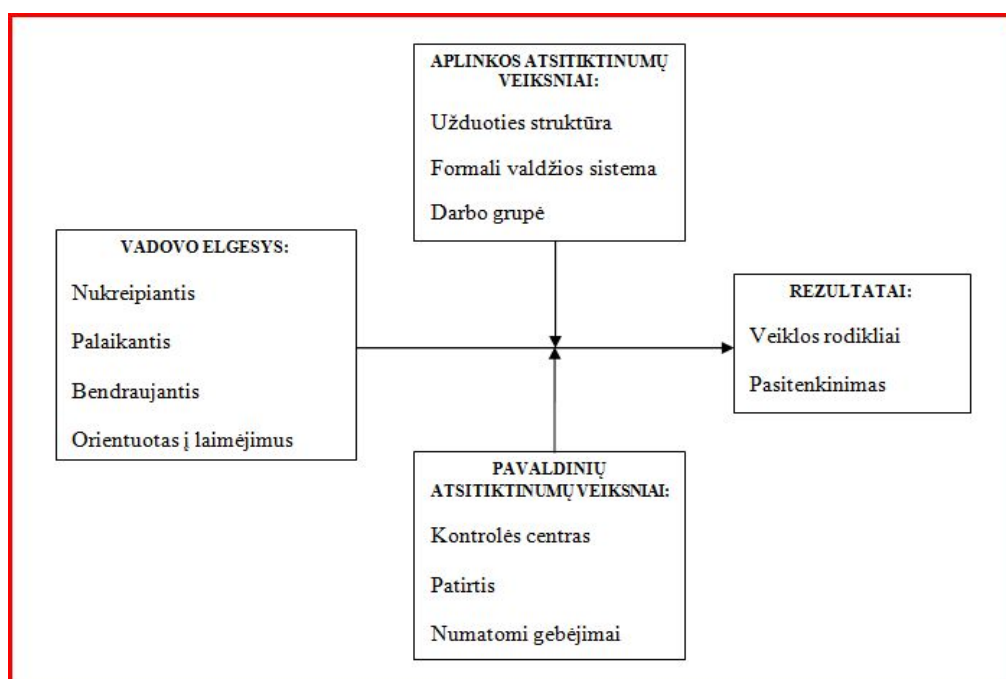 APLINKOS ATSITIKTINUMŲ
VEIKSNIAI:
Užduoties struktūra
Formali valdžios sistema
Darbo grupė
VADOVO ELGESYS:
Nukreipiantis
Palaikantis
Bendraujantis
Orientuotas į laimėjimus
REZULTATAI:
Veiklos rodikliai
Pasitenkinimas
PAVALDINIŲ
ATSITIKTINUMŲ VEIKSNIAI:
Kontrolės centras
Patirtis
Numatomi gebėjimai